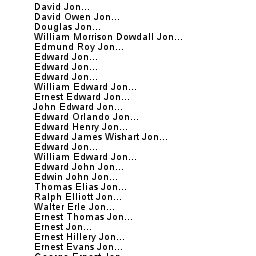 David Jon...
David Owen Jon...
Douglas Jon...
William Morrison Dowdall Jon...
Edmund Roy Jon...
Edward Jon...
Edward Jon...
Edward Jon...
William Edward Jon...
Ernest Edward Jon...
John Edward Jon...
Edward Orlando Jon...
Edward Henry Jon...
Edward James Wishart Jon...
Edward Jon...
William Edward Jon...
Edward John Jon...
Edwin John Jon...
Thomas Elias Jon...
Ralph Elliott Jon...
Walter Erle Jon...
Ernest Thomas Jon...
Ernest Jon...
Ernest Hillery Jon...
Ernest Evans Jon...
George Ernest Jon...